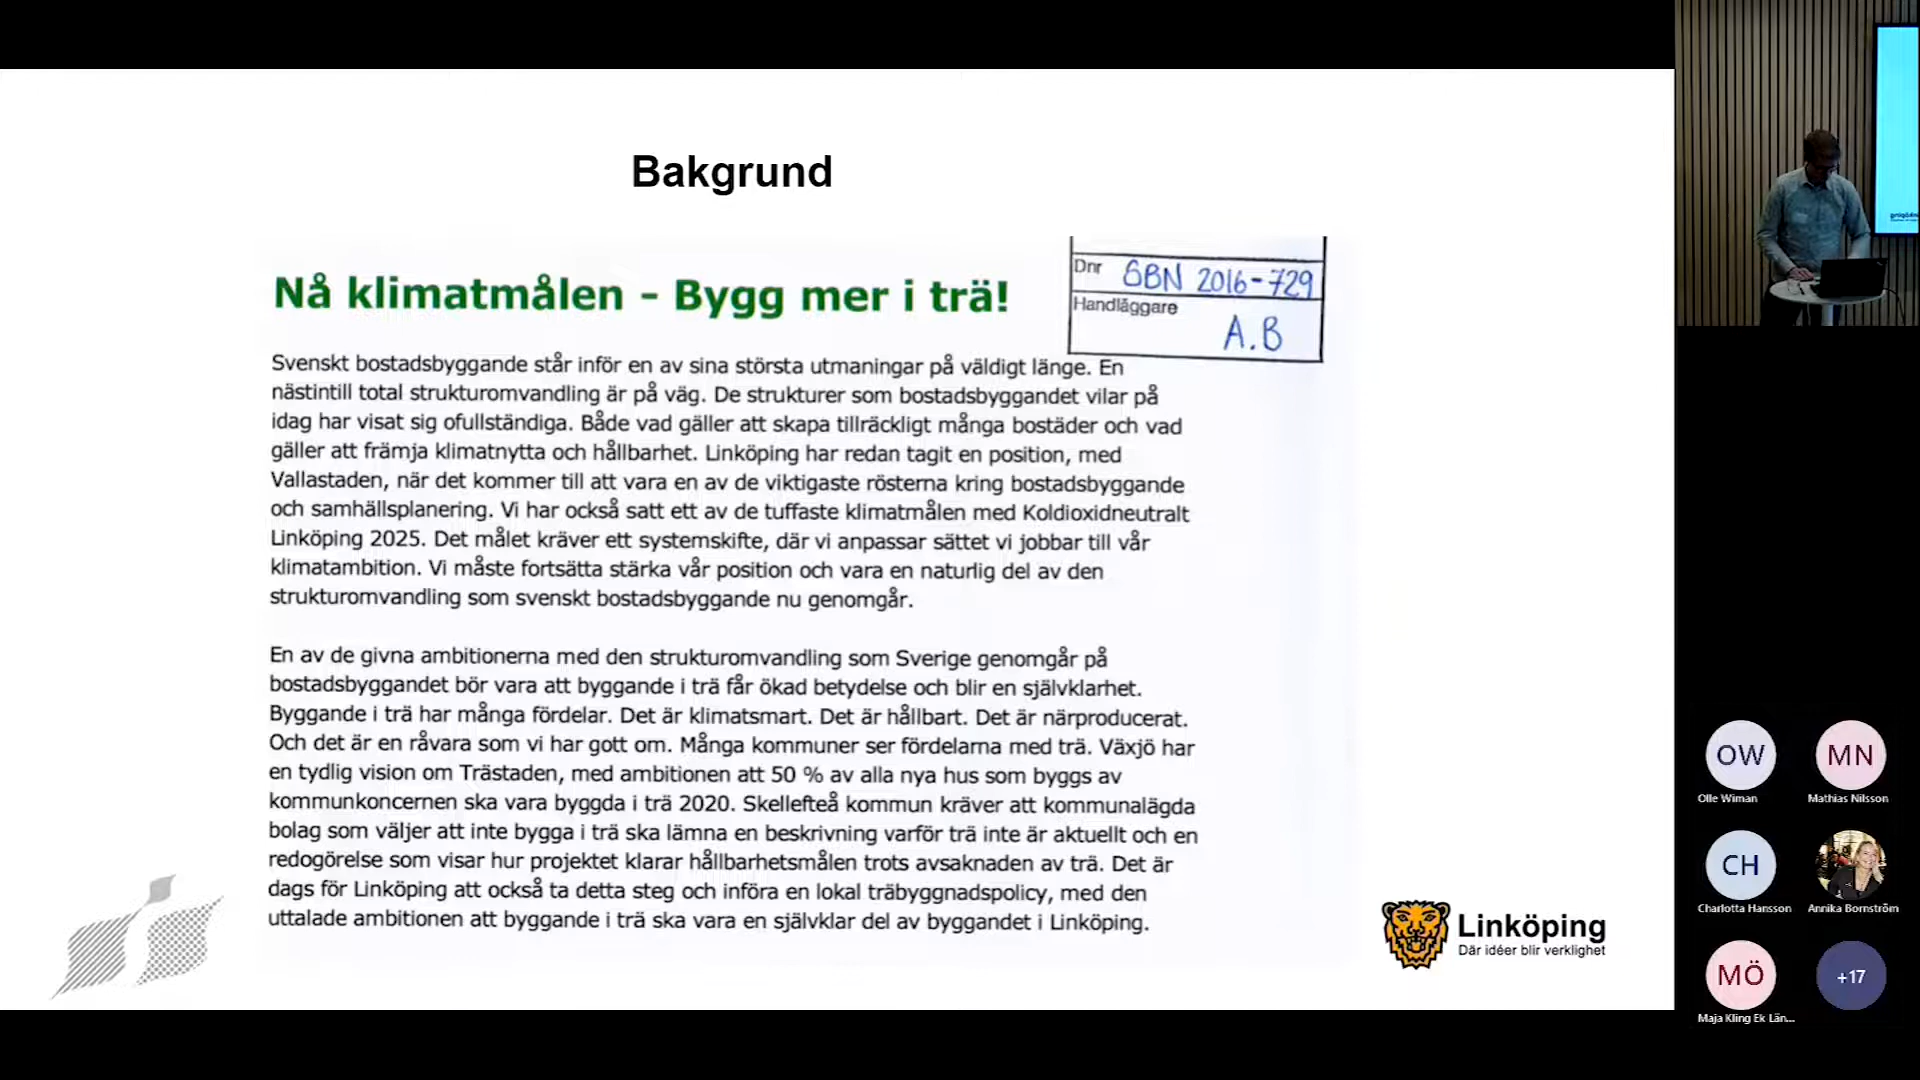 Bakgrund
Nå klimatmålen - Bygg mer i trä!
Dnr SBN 2016-729
Handläggare
A.B
Svenskt bostadsbyggande står inför en av sina största utmaningar på väldigt länge. En
nästintill total strukturomvandling är på väg. De strukturer som bostadsbyggandet vilar på
idag har visat sig ofullständiga. Både vad gäller att skapa tillräckligt många bostäder och vad
gäller att främja klimatnytta och hållbarhet. Linköping har redan tagit en position, med
Vallastaden, när det kommer till att vara en av de viktigaste rösterna kring bostadsbyggande
och samhällsplanering. Vi har också satt ett av de tuffaste klimatmålen med Koldioxidneutralt
Linköping 2025. Det målet kräver ett systemskifte, där vi anpassar sättet vi jobbar till vår
klimatambition. Vi måste fortsätta stärka vår position och vara en naturlig del av den
strukturomvandling som svenskt bostadsbyggande nu genomgår.
En av de givna ambitionerna med den strukturomvandling som Sverige genomgår på
bostadsbyggandet bör vara att byggande i trä får ökad betydelse och blir en självklarhet.
Byggande i trä har många fördelar. Det är klimatsmart. Det är hållbart. Det är närproducerat.
Och det är en råvara som vi har gott om. Många kommuner ser fördelarna med trä. Växjö har
en tydlig vision om Trästaden, med ambitionen att 50 % av alla nya hus som byggs av
kommunkoncernen ska vara byggda i trä 2020. Skellefteå kommun kräver att kommunalägda
bolag som väljer att inte bygga i trä ska lämna en beskrivning varför trä inte är aktuellt och en
redogörelse som visar hur projektet klarar hållbarhetsmålen trots avsaknaden av trä. Det är
dags för Linköping att också ta detta steg och införa en lokal träbyggnadspolicy, med den
uttalade ambitionen att byggande i trä ska vara en självklar del av byggandet i Linköping.
Linköping
Där idéer blir verklighet
OW
Olle Wiman
MN
Mathias Nilsson
CH
Charlotta Hansson
Annika Bornström
MÖ
Maja Kling Ek Län...
+17